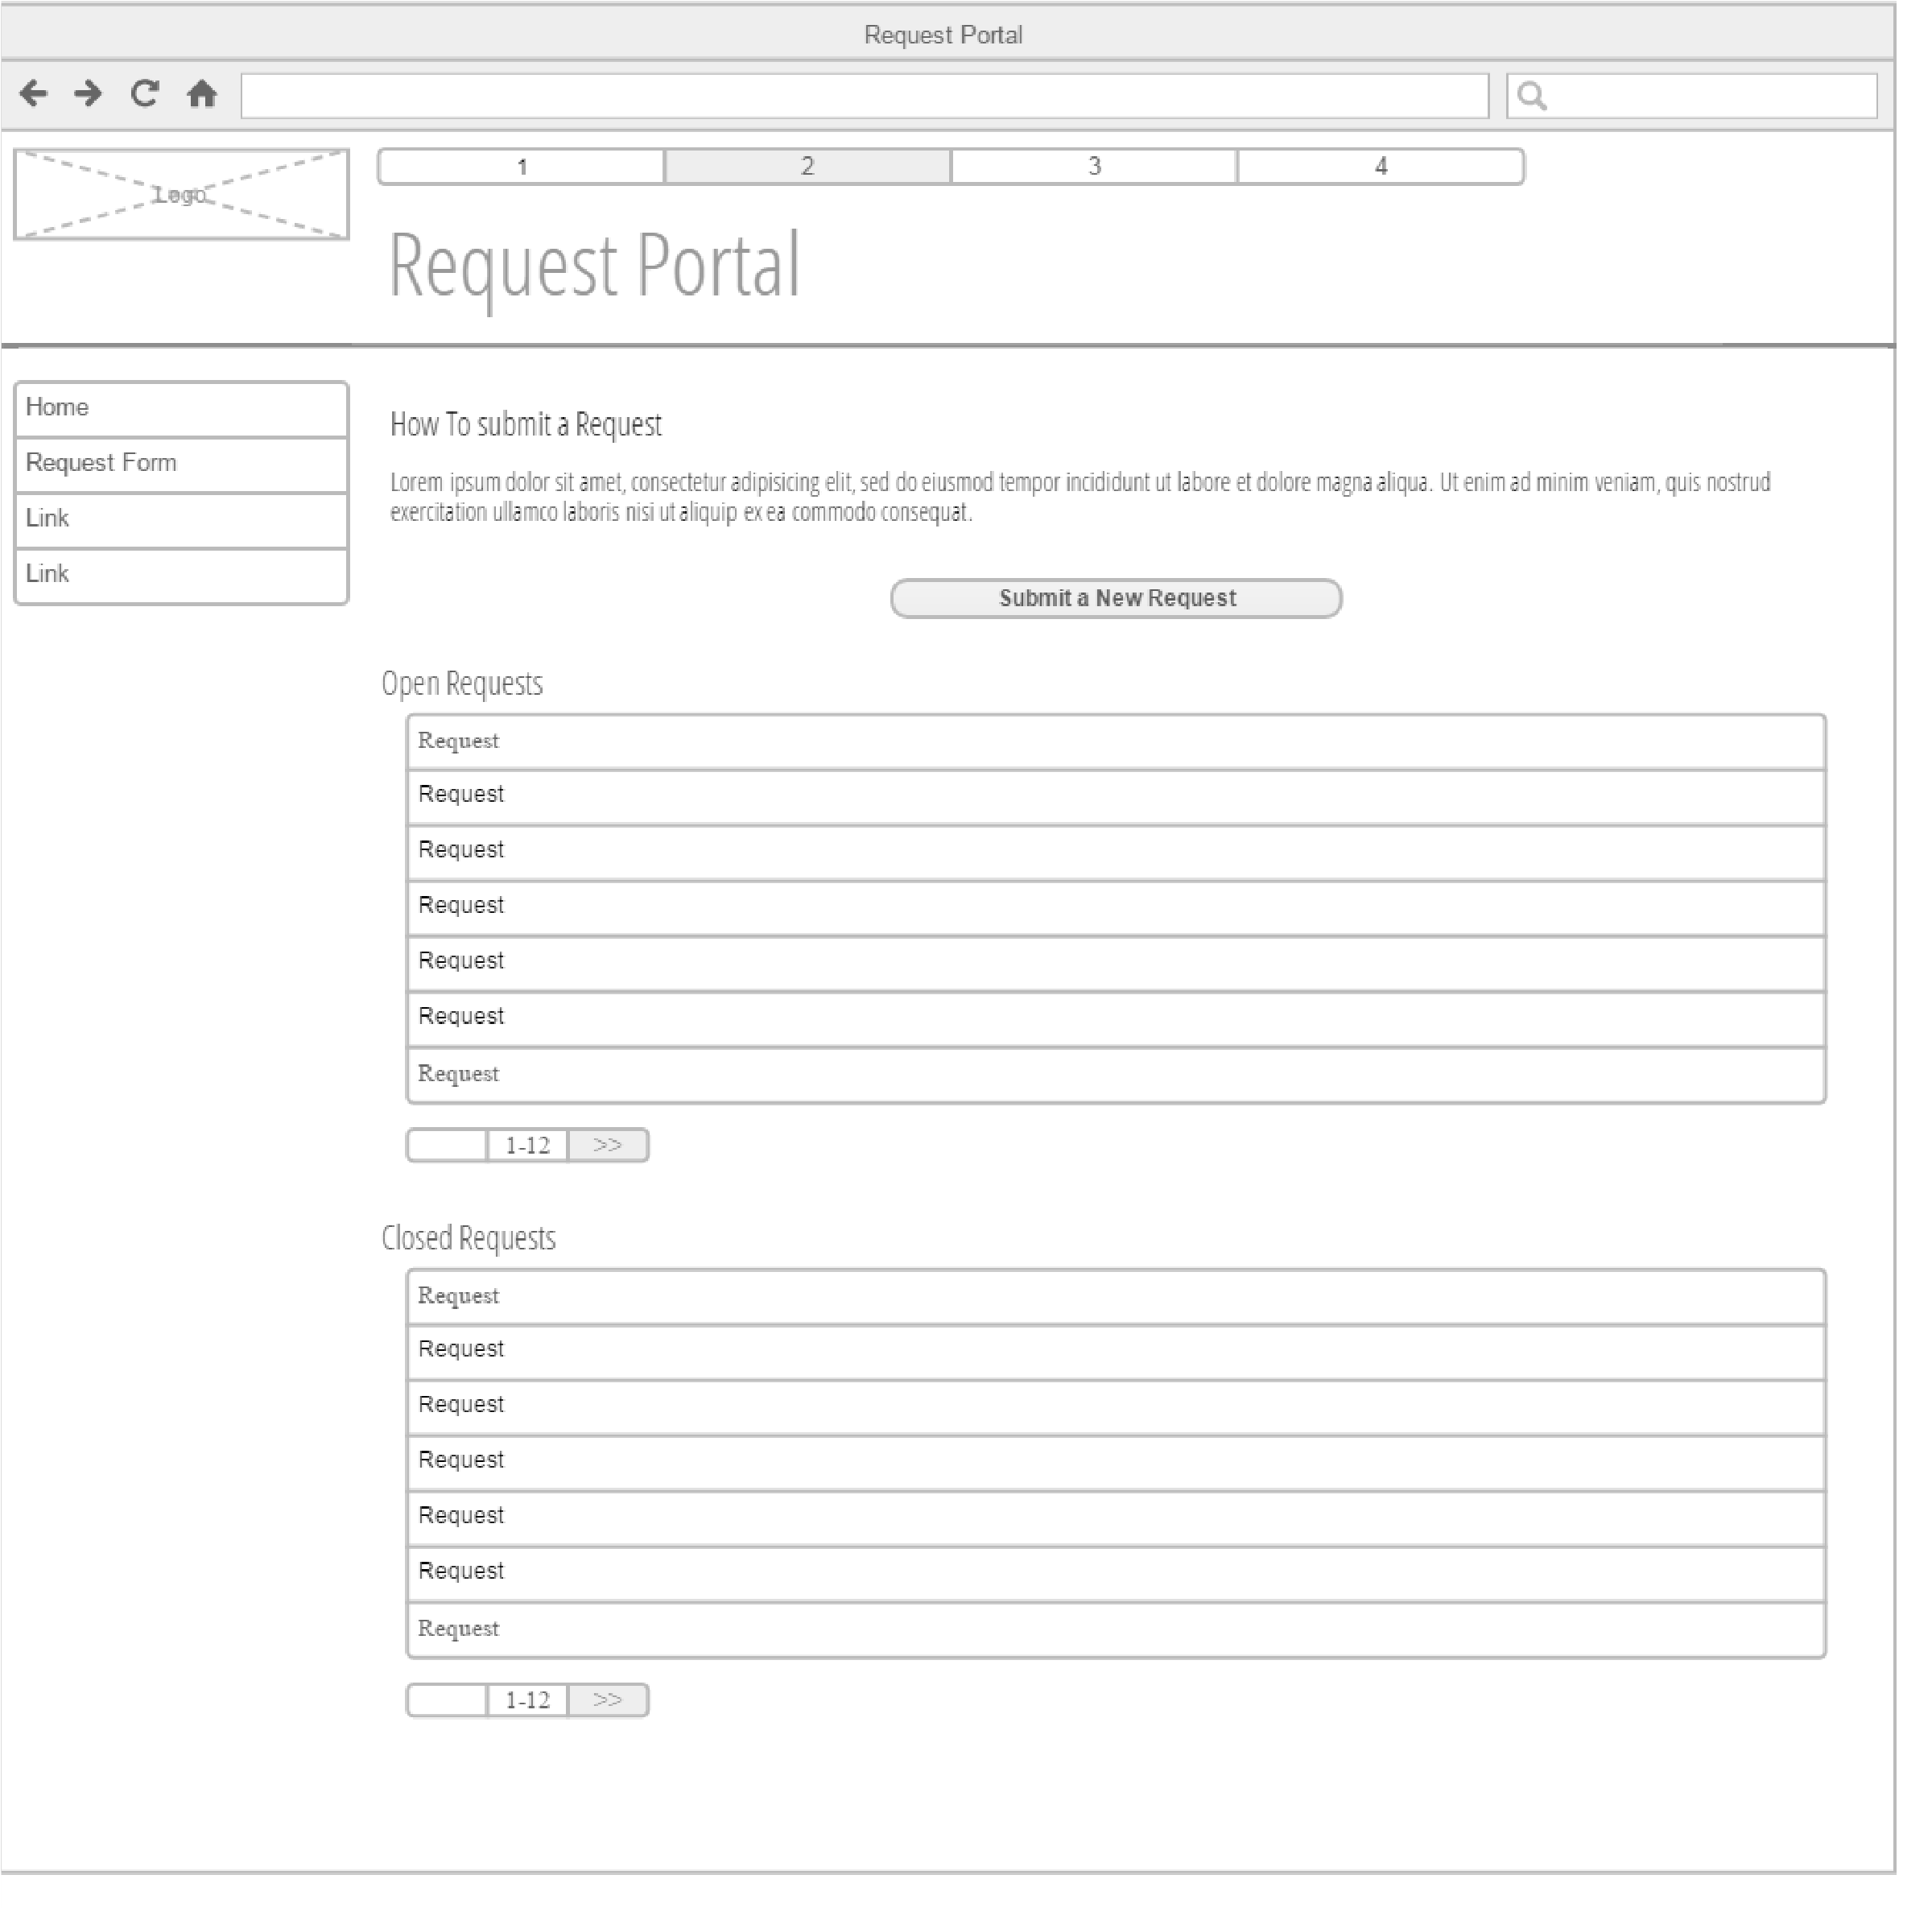 Request Portal
Logo
1 2 3 4
Request Portal
Home
Request Form
Link
Link
How To submit a Request
Lorem ipsum dolor sit amet, consectetur adipisicing elit, sed do eiusmod tempor incididunt ut labore et dolore magna aliqua. Ut enim ad minim veniam, quis nostrud
exercitation ullamco laboris nisi ut aliquip ex ea commodo consequat.
Submit a New Request
Open Requests
Request
Request
Request
Request
Request
Request
Request
1-12 >>
Closed Requests
Request
Request
Request
Request
Request
Request
Request
1-12 >>